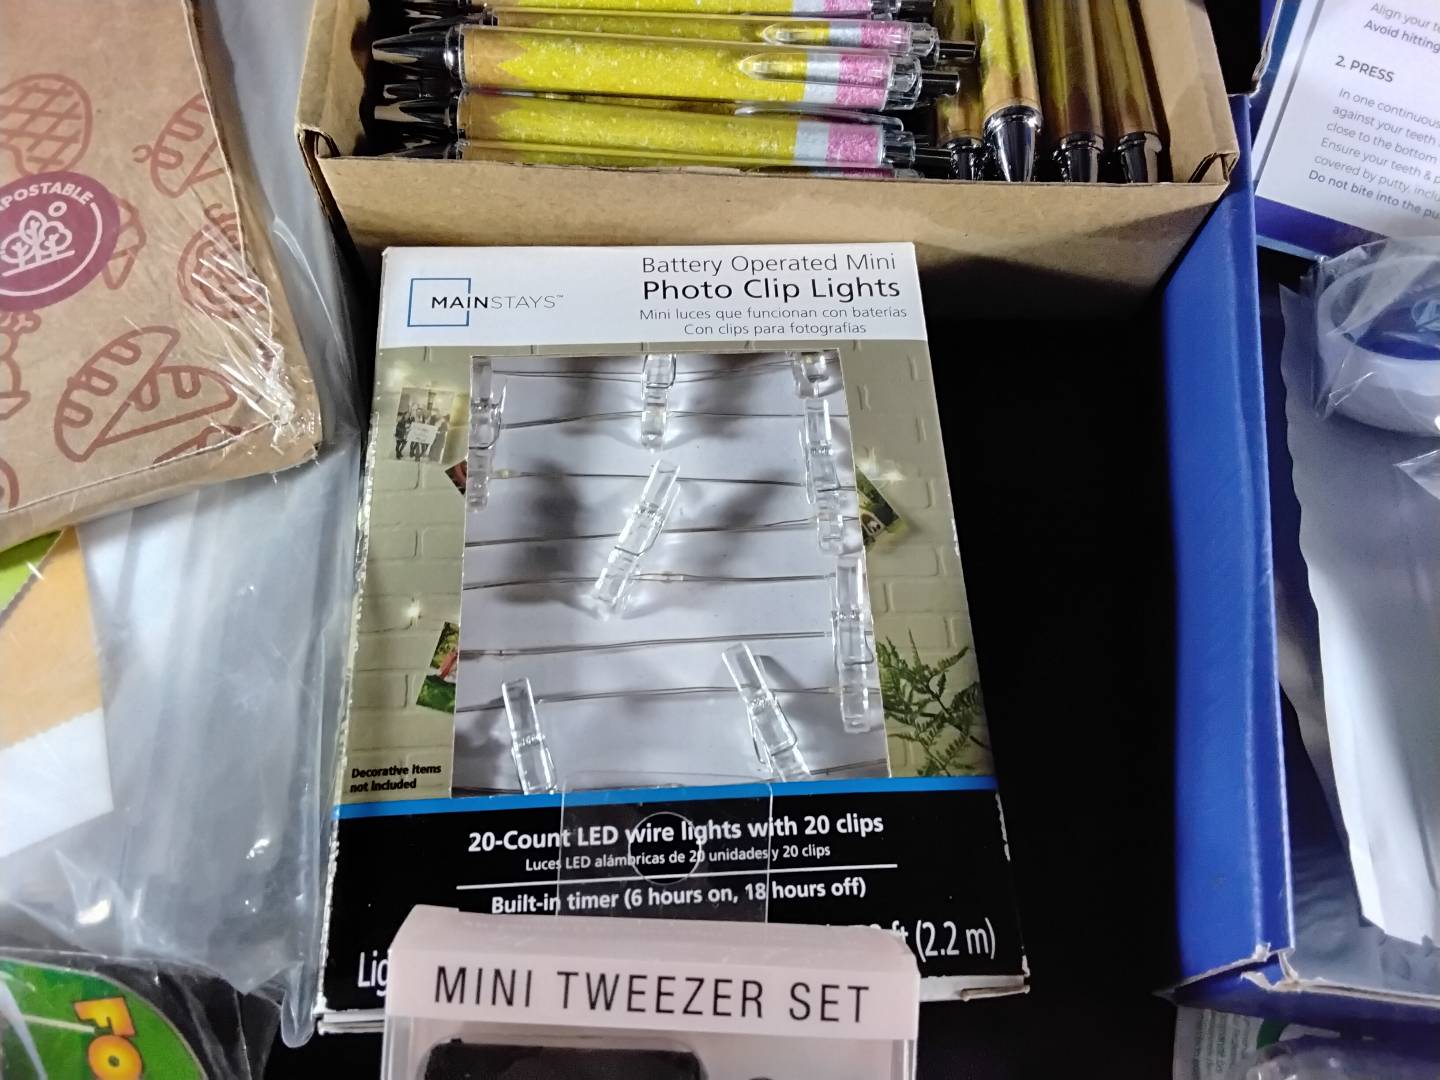 Align your
Avoid hitting
2. PRESS
In one continuous
against your teeth
close to the bottom
Ensure your teeth &
covered by putty,
Do not bite into the
MAINSTAYS™
Battery Operated Mini
Photo Clip Lights
Mini luces que funcionan con baterías
Con clips para fotografías
Decorative items
not included
20-Count LED wire lights with 20 clips
Luces LED alámbricas de 20 unidades y 20 clips
Built-in timer (6 hours on, 18 hours off)
ft (2.2 m)
MINI TWEEZER SET